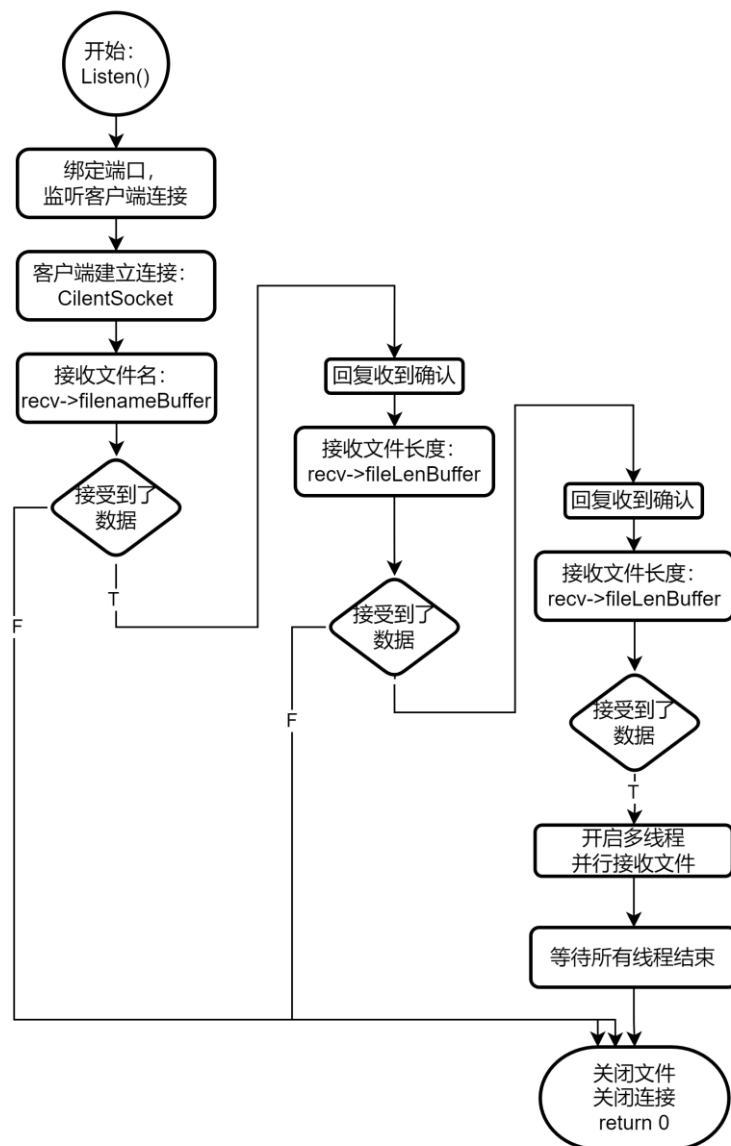 开始：
Listen()
绑定端口，
监听客户端连接
客户端建立连接：
CilentSocket
接收文件名：
recv->filenameBuffer
接受到了
数据
T
F
回复收到确认
接收文件长度：
recv->fileLenBuffer
接受到了
数据
F
回复收到确认
接收文件长度：
recv->fileLenBuffer
接受到了
数据
T
开启多线程
并行接收文件
等待所有线程结束
关闭文件
关闭连接
return 0